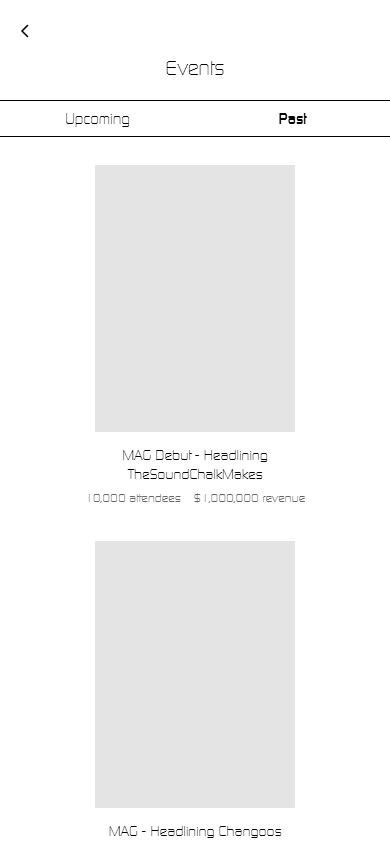 Events
Upcoming Past
MAG Debut - Headlining
TheSoundChalkMakes
10,000 attendees $1,000,000 revenue
MAG - Headlining Changoos